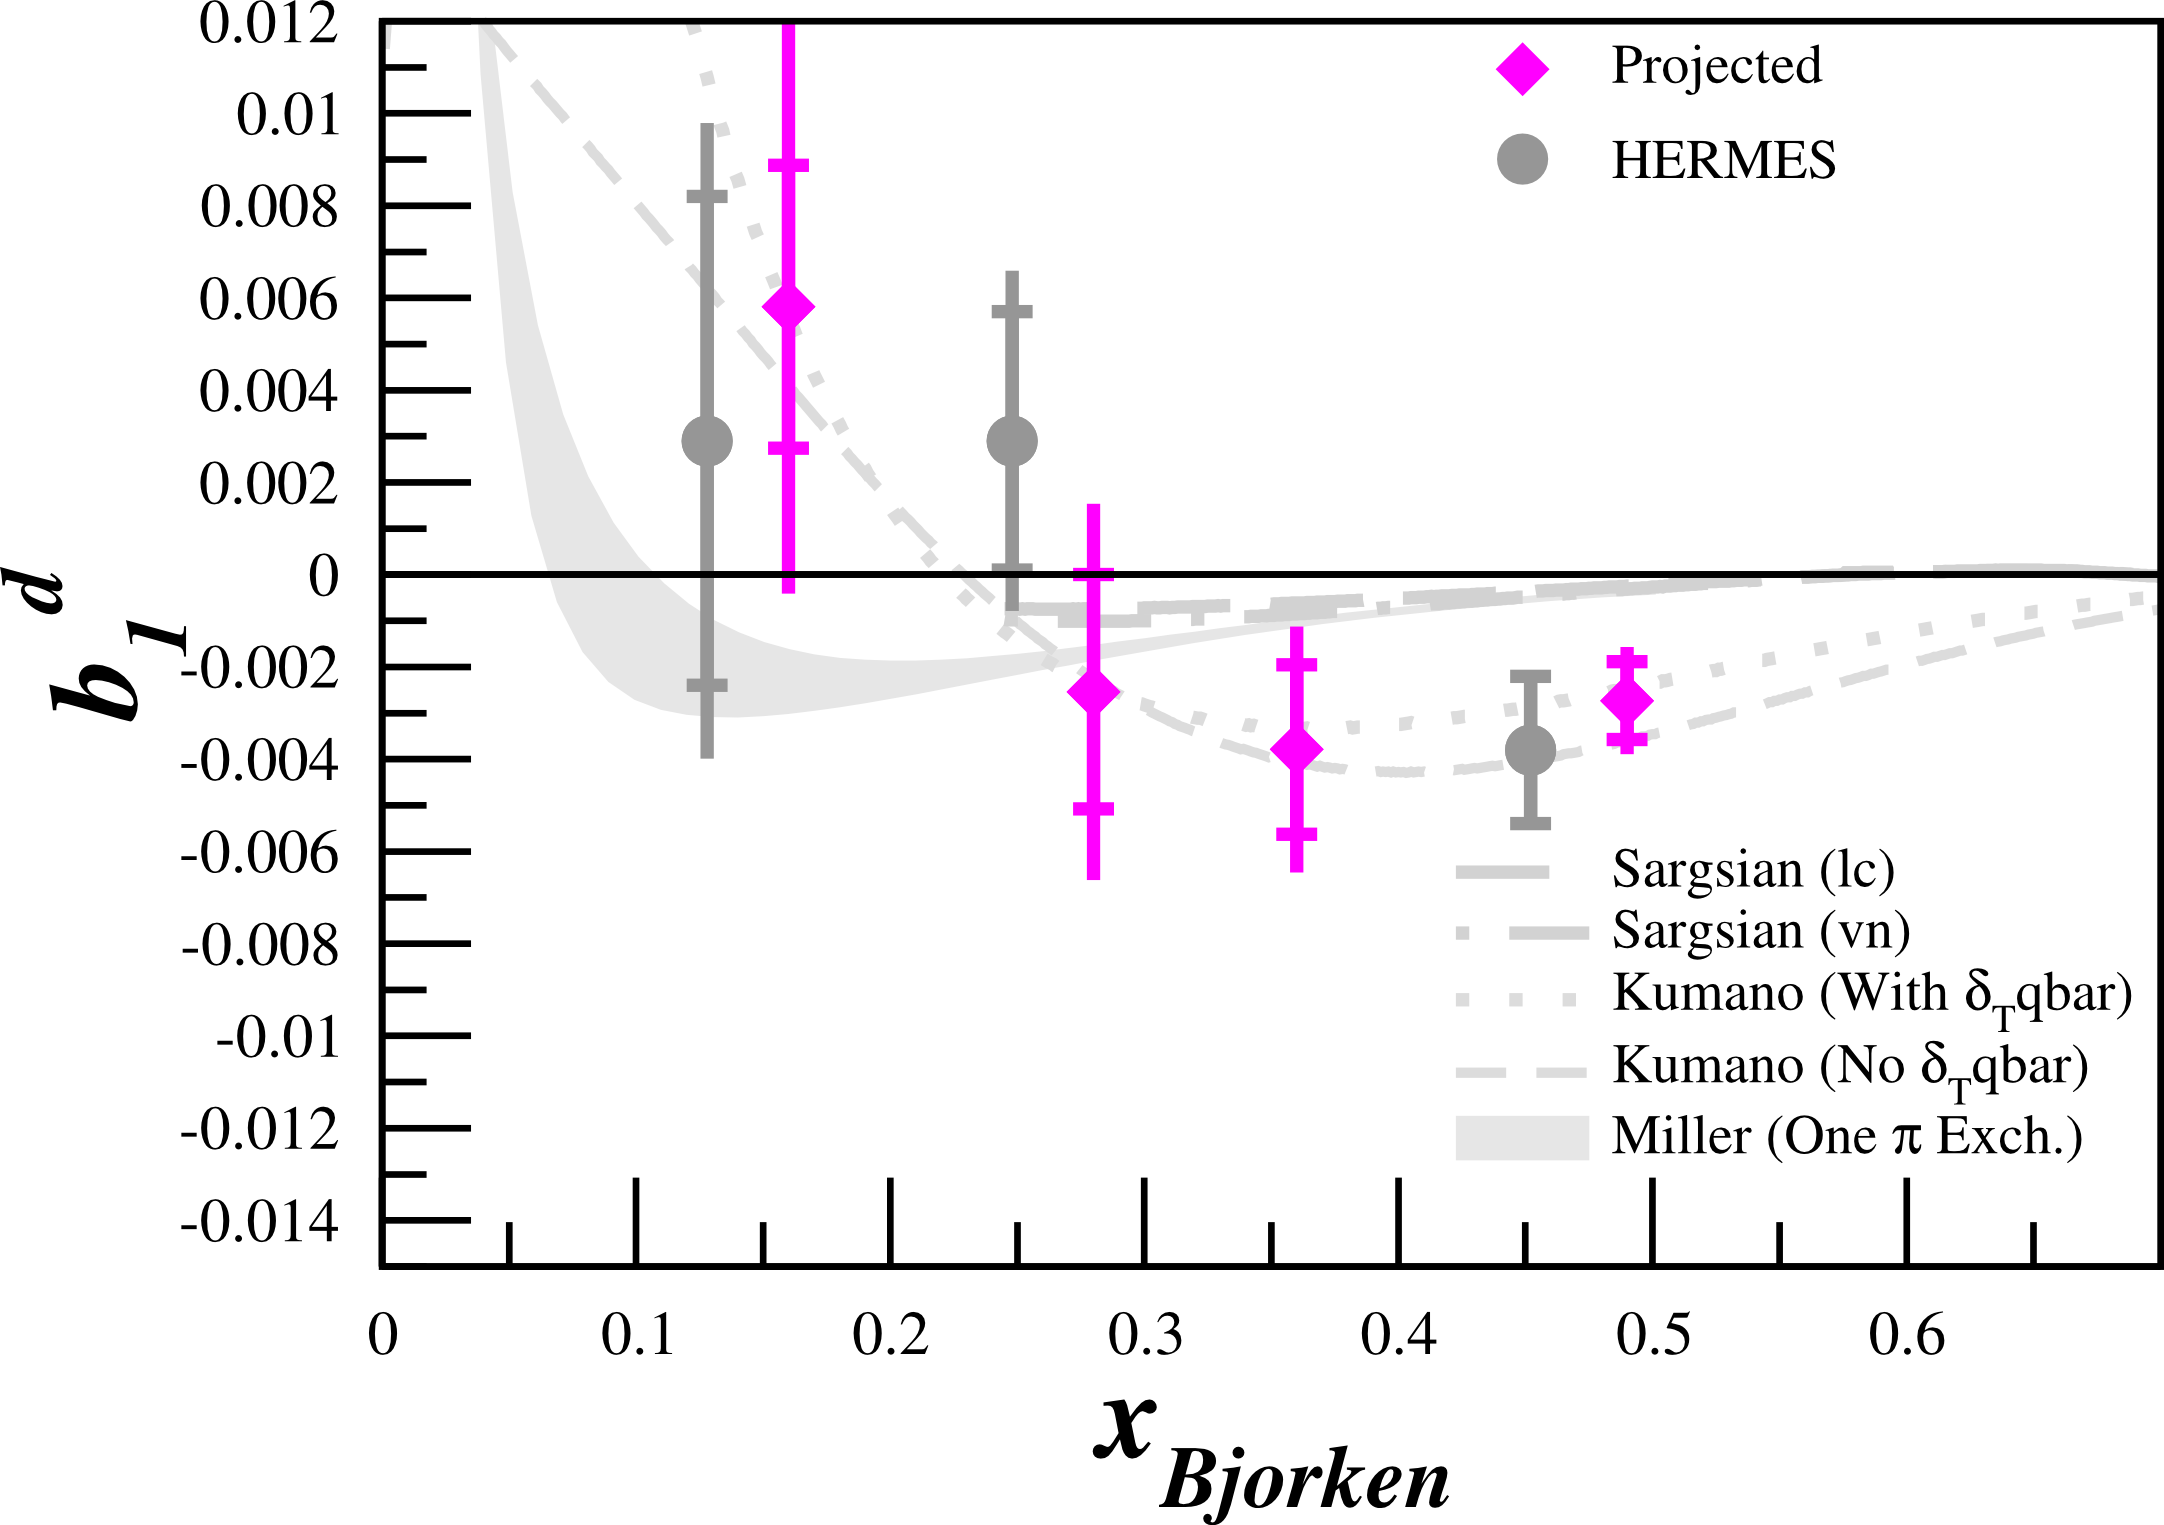 0.012
0.01
0.008
0.006
0.004
0.002
0
-0.002
-0.004
-0.006
-0.008
-0.01
-0.012
-0.014
b1d
Projected
HERMES
Sargsian (lc)
Sargsian (vn)
Kumano (With δTqbar)
Kumano (No δTqbar)
Miller (One π Exch.)
0 0.1 0.2 0.3 0.4 0.5 0.6
xBjorken